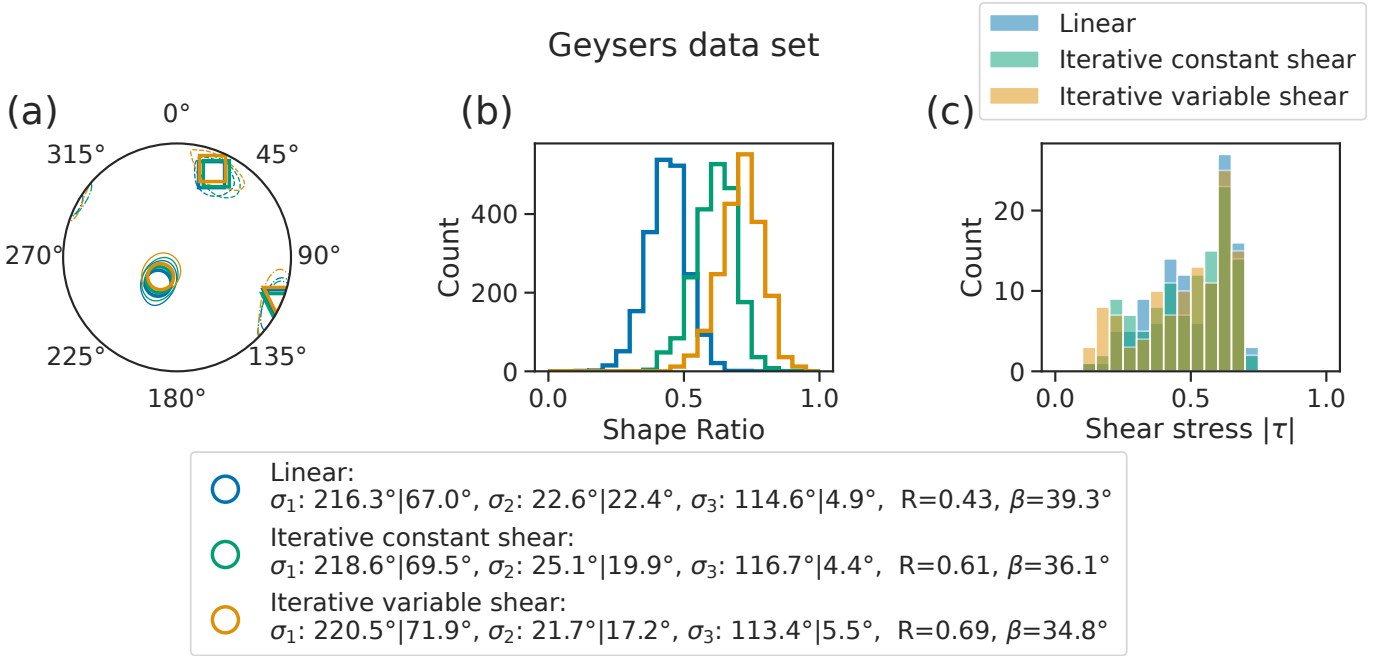 Geysers data set
Linear
Iterative constant shear
Iterative variable shear
(a)
0°
45°
90°
135°
180°
225°
270°
315°
(b)
Count
400
200
0
0.0
0.5
1.0
Shape Ratio
(c)
Count
20
10
0
0.0
0.5
1.0
Shear stress |τ|
Linear:
σ₁: 216.3°|67.0°, σ₂: 22.6°|22.4°, σ₃: 114.6°|4.9°, R=0.43, β=39.3°
Iterative constant shear:
σ₁: 218.6°|69.5°, σ₂: 25.1°|19.9°, σ₃: 116.7°|4.4°, R=0.61, β=36.1°
Iterative variable shear:
σ₁: 220.5°|71.9°, σ₂: 21.7°|17.2°, σ₃: 113.4°|5.5°, R=0.69, β=34.8°